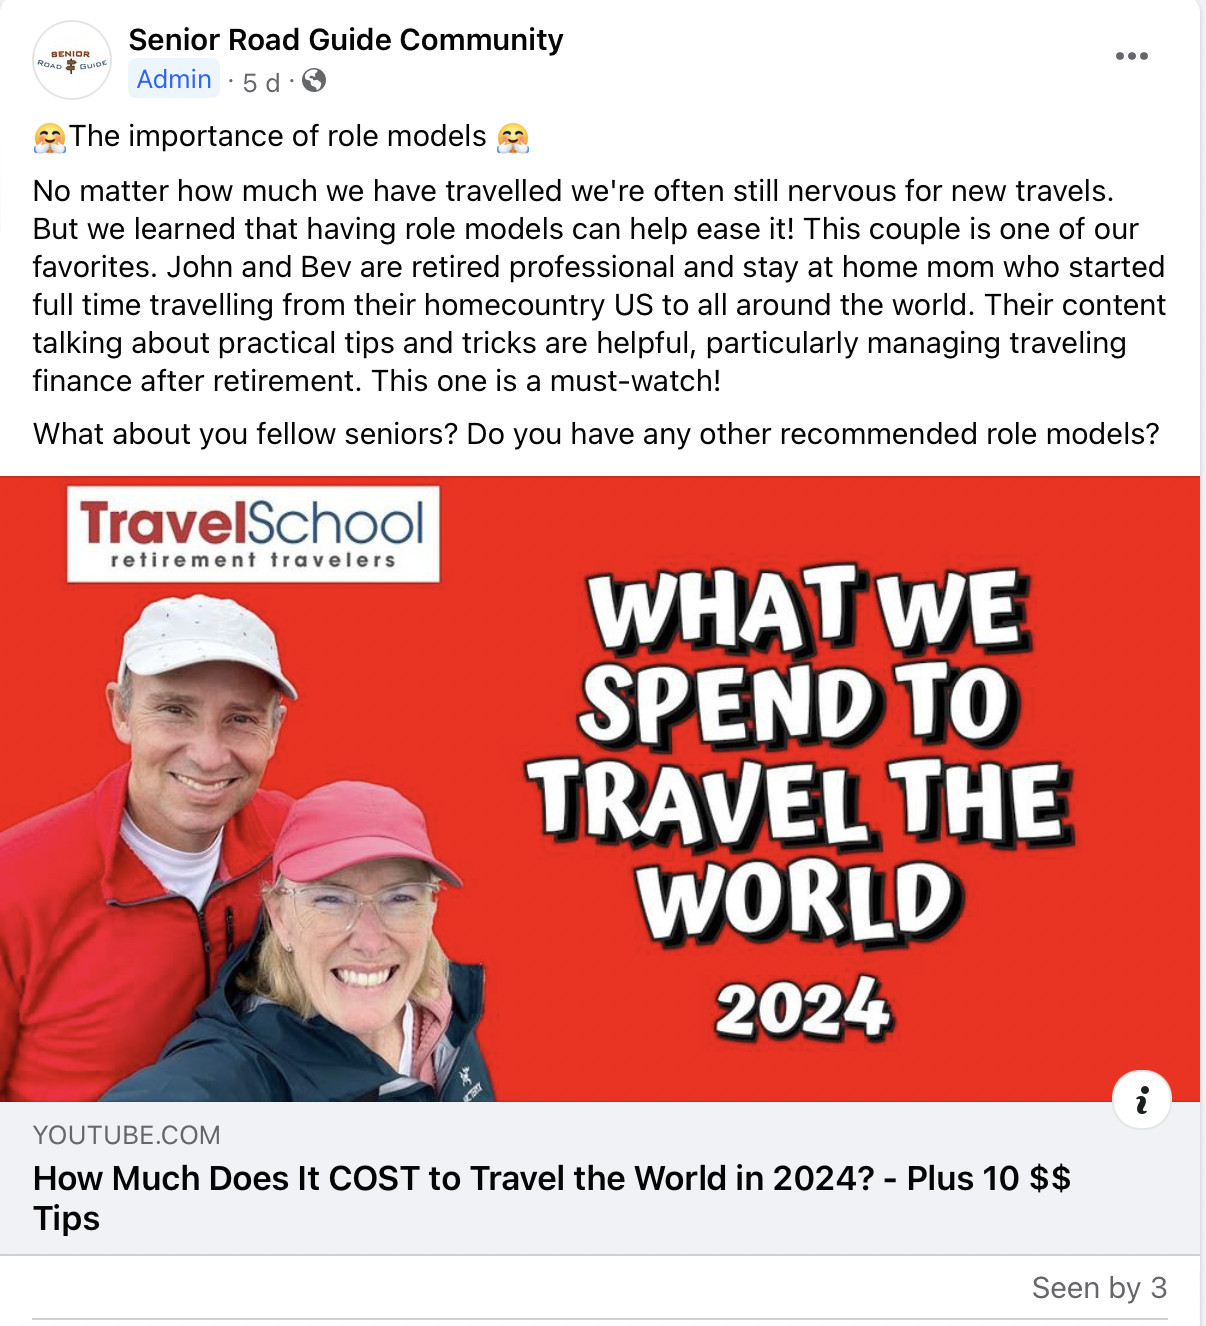 SENIOR
ROAD GUIDE
Senior Road Guide Community
Admin · 5 d ·
🤗The importance of role models 🤗
No matter how much we have travelled we're often still nervous for new travels.
But we learned that having role models can help ease it! This couple is one of our
favorites. John and Bev are retired professional and stay at home mom who started
full time travelling from their homecountry US to all around the world. Their content
talking about practical tips and tricks are helpful, particularly managing traveling
finance after retirement. This one is a must-watch!
What about you fellow seniors? Do you have any other recommended role models?
TravelSchool
retirement travelers
WHAT WE
SPEND TO
TRAVEL THE
WORLD
2024
i
YOUTUBE.COM
How Much Does It COST to Travel the World in 2024? - Plus 10 $$
Tips
Seen by 3